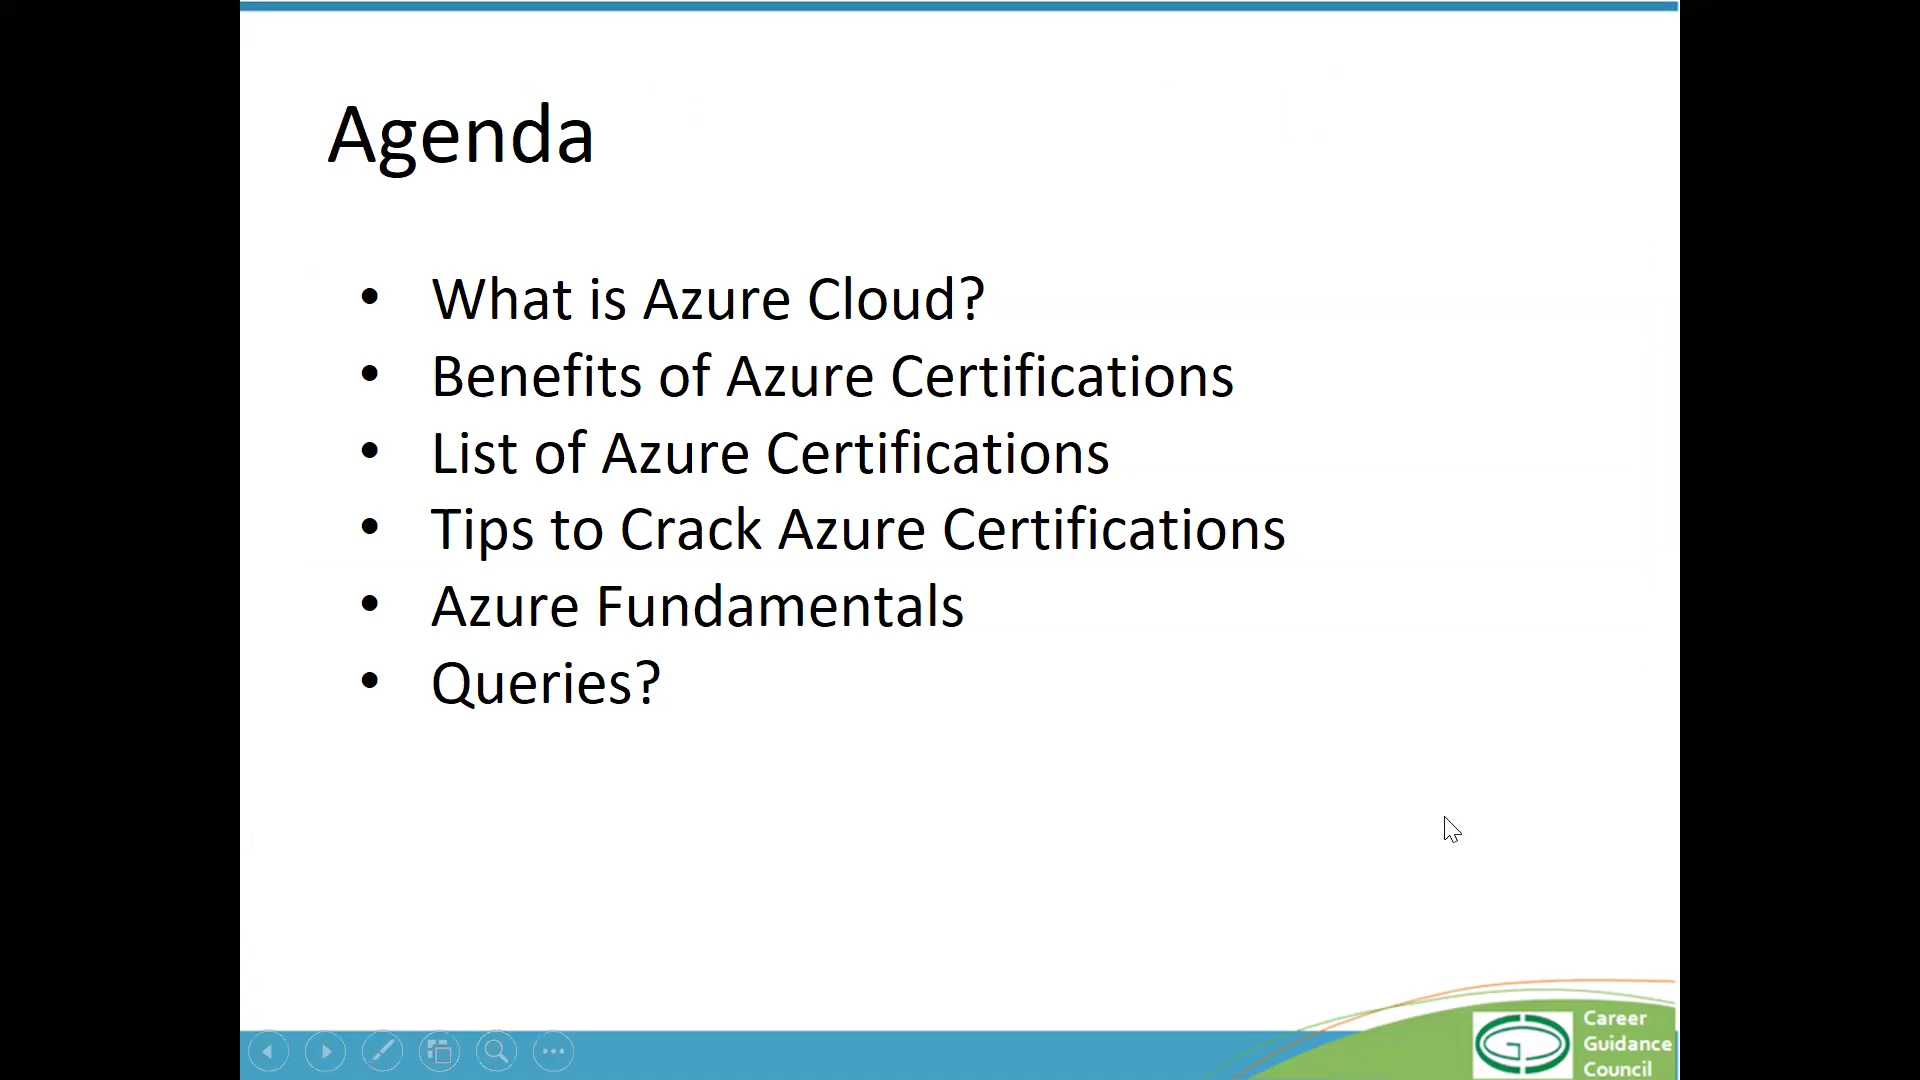 Agenda
• What is Azure Cloud?
• Benefits of Azure Certifications
• List of Azure Certifications
• Tips to Crack Azure Certifications
• Azure Fundamentals
• Queries?
Career
Guidance
Council